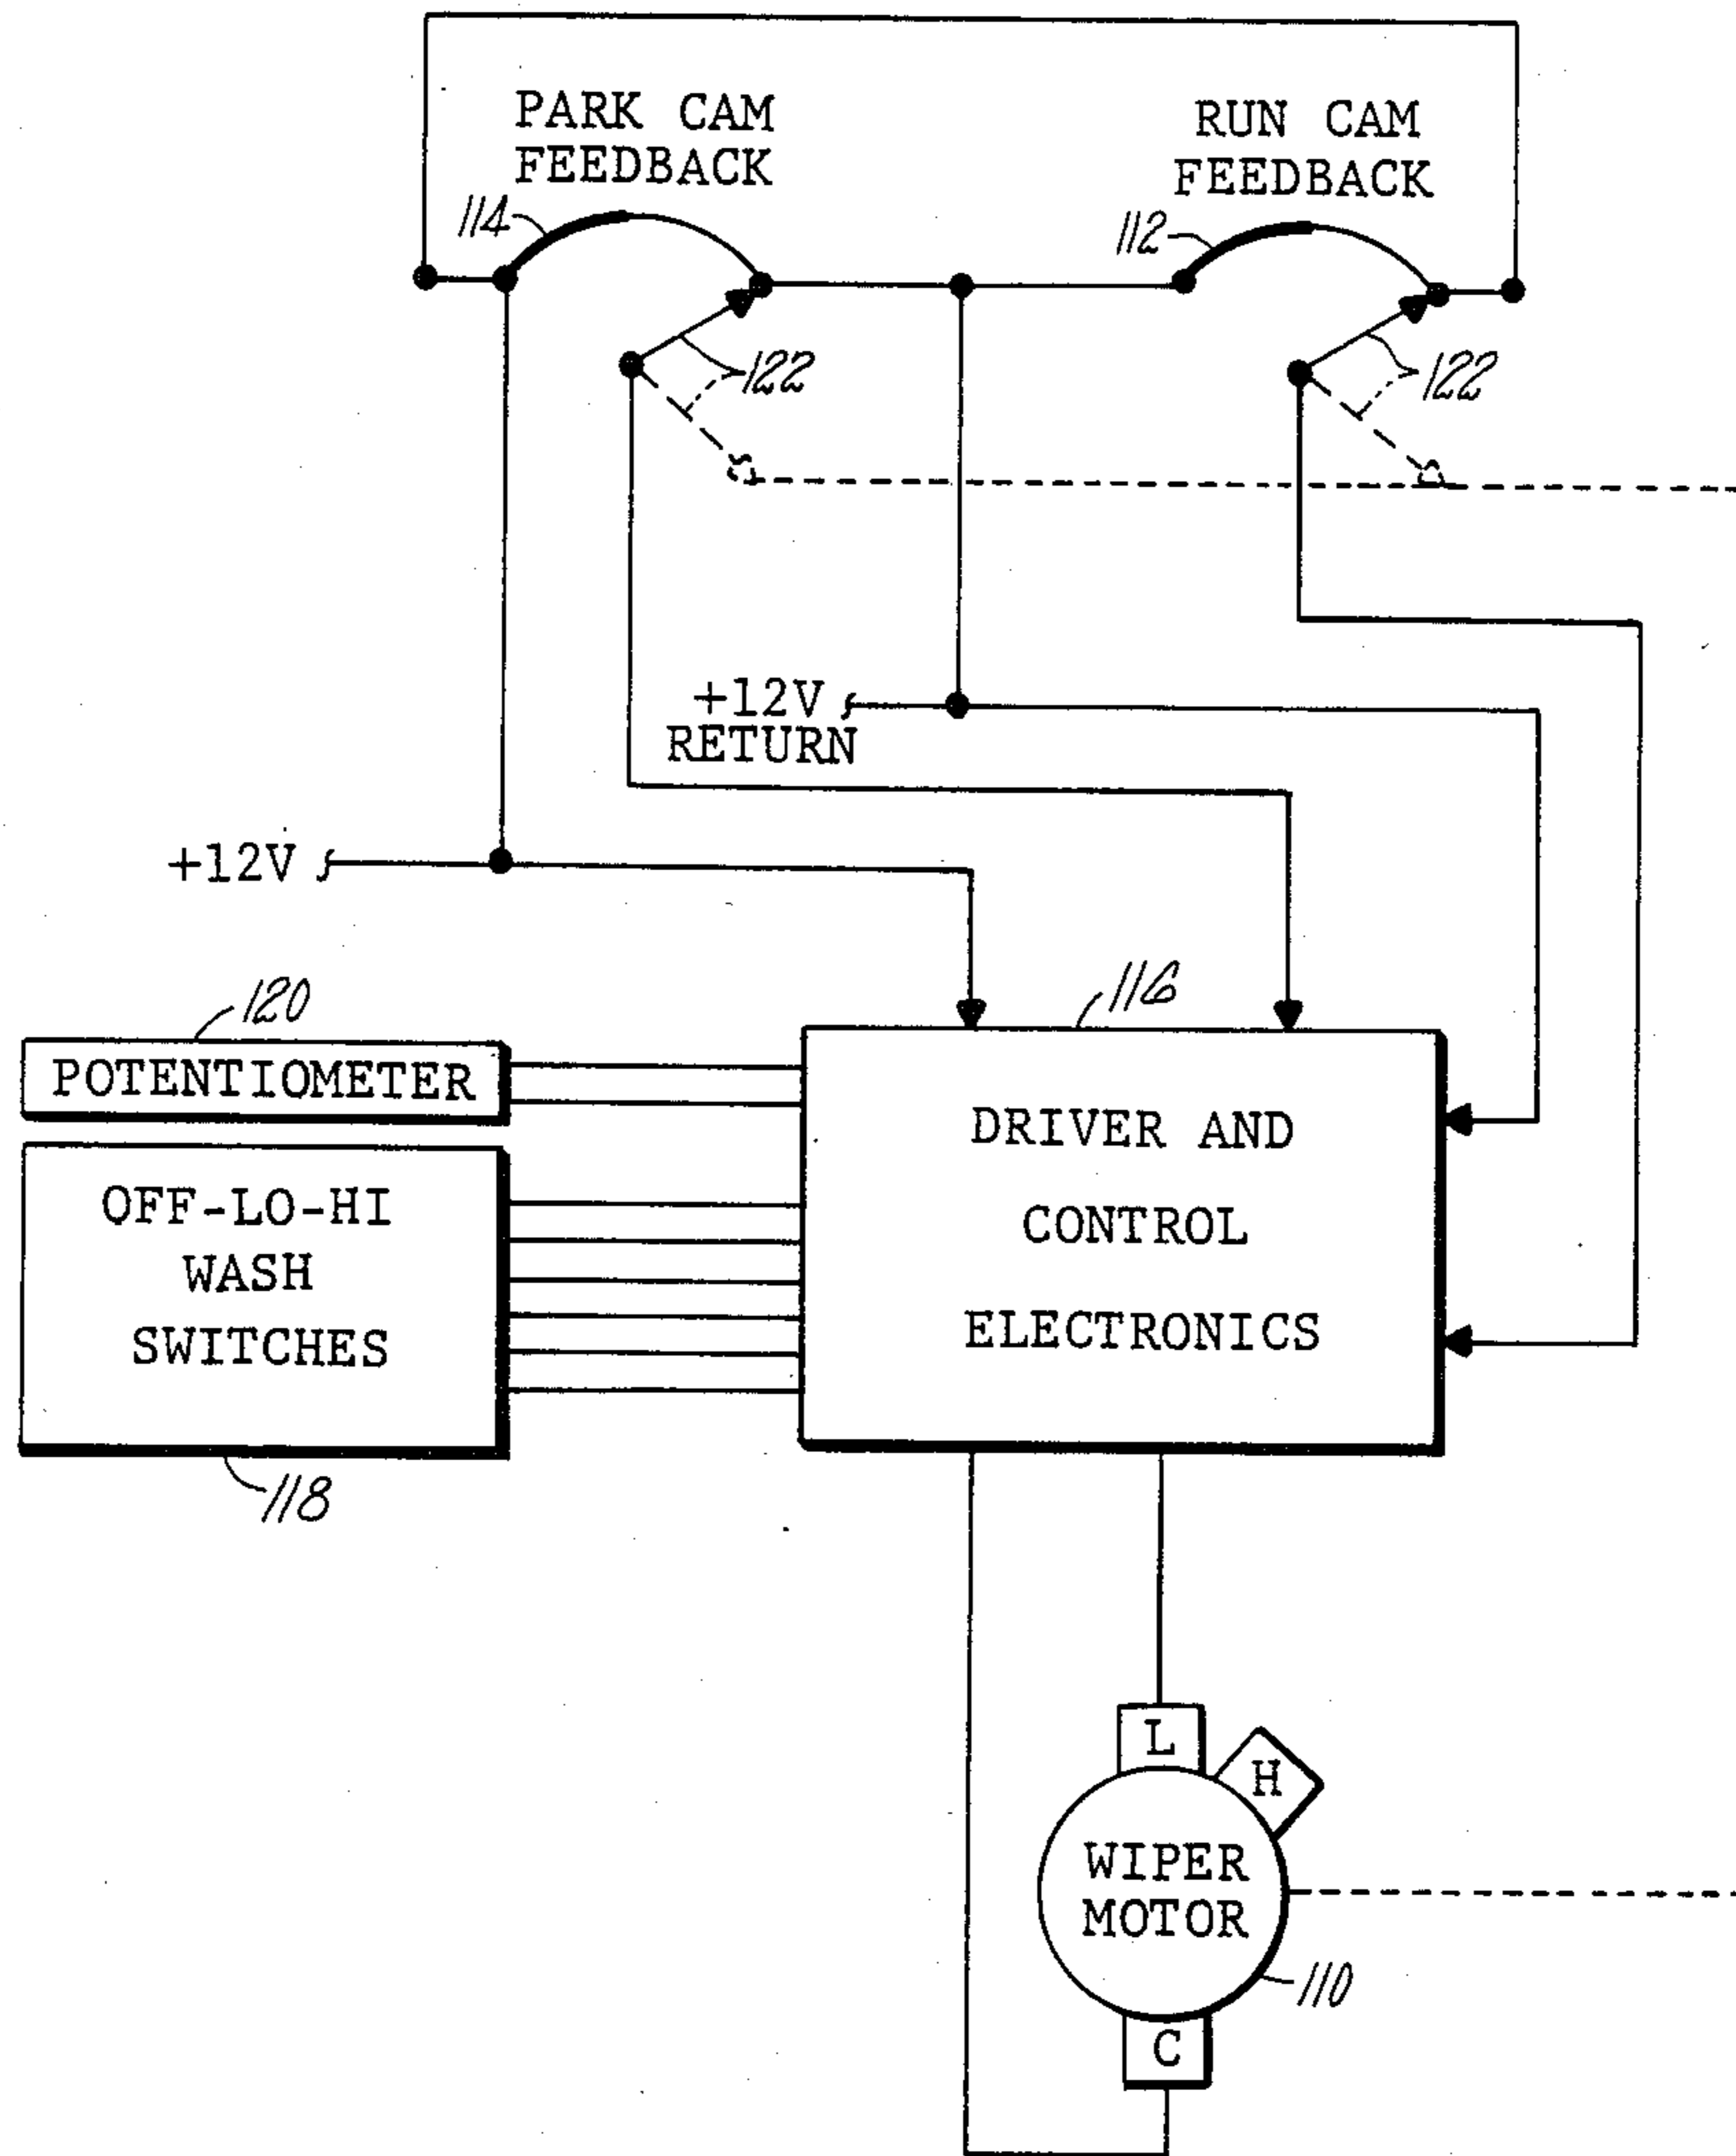 PARK CAM
FEEDBACK
RUN CAM
FEEDBACK
114
112
122
122
+12V
RETURN
+12V
120
116
POTENTIOMETER
DRIVER AND
CONTROL
ELECTRONICS
OFF-LO-HI
WASH
SWITCHES
118
L
H
WIPER
MOTOR
110
C